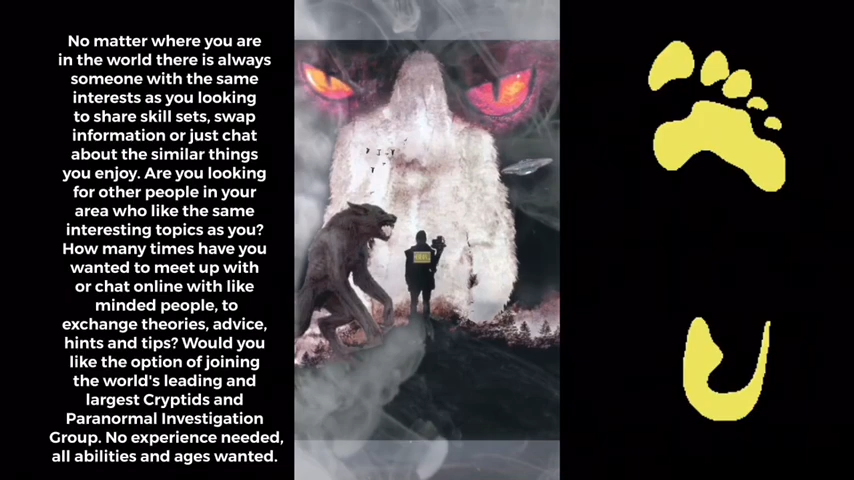 No matter where you are
in the world there is always
someone with the same
interests as you looking
to share skill sets, swap
information or just chat
about the similar things
you enjoy. Are you looking
for other people in your
area who like the same
interesting topics as you?
How many times have you
wanted to meet up with
or chat online with like
minded people, to
exchange theories, advice,
hints and tips? Would you
like the option of joining
the world's leading and
largest Cryptids and
Paranormal Investigation
Group. No experience needed,
all abilities and ages wanted.